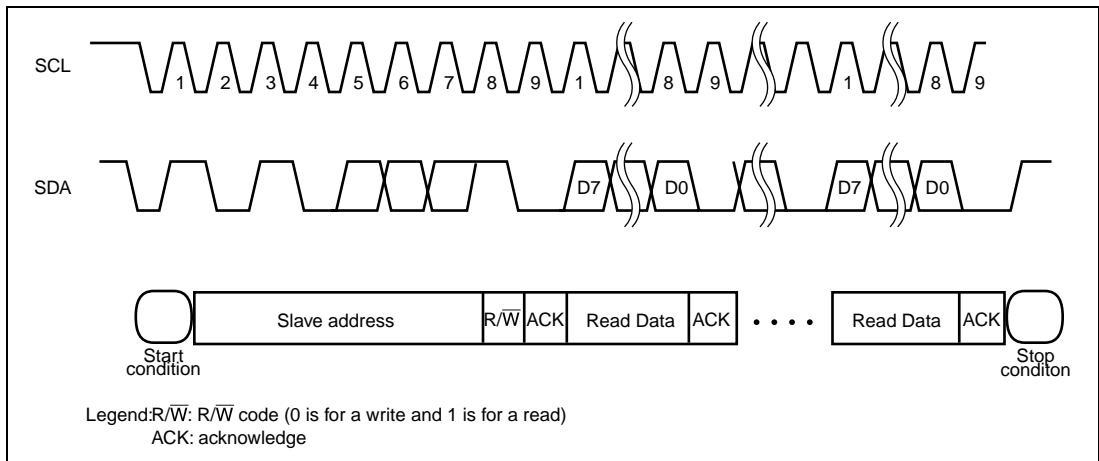 SCL
1 2 3 4 5 6 7 8 9 1 8 9 1 8 9
SDA
D7 D0 D7 D0
Slave address R/W̅ ACK Read Data ACK • • • • Read Data ACK
Start
condition
Stop
conditon
Legend:R/W̅: R/W̅ code (0 is for a write and 1 is for a read)
ACK: acknowledge